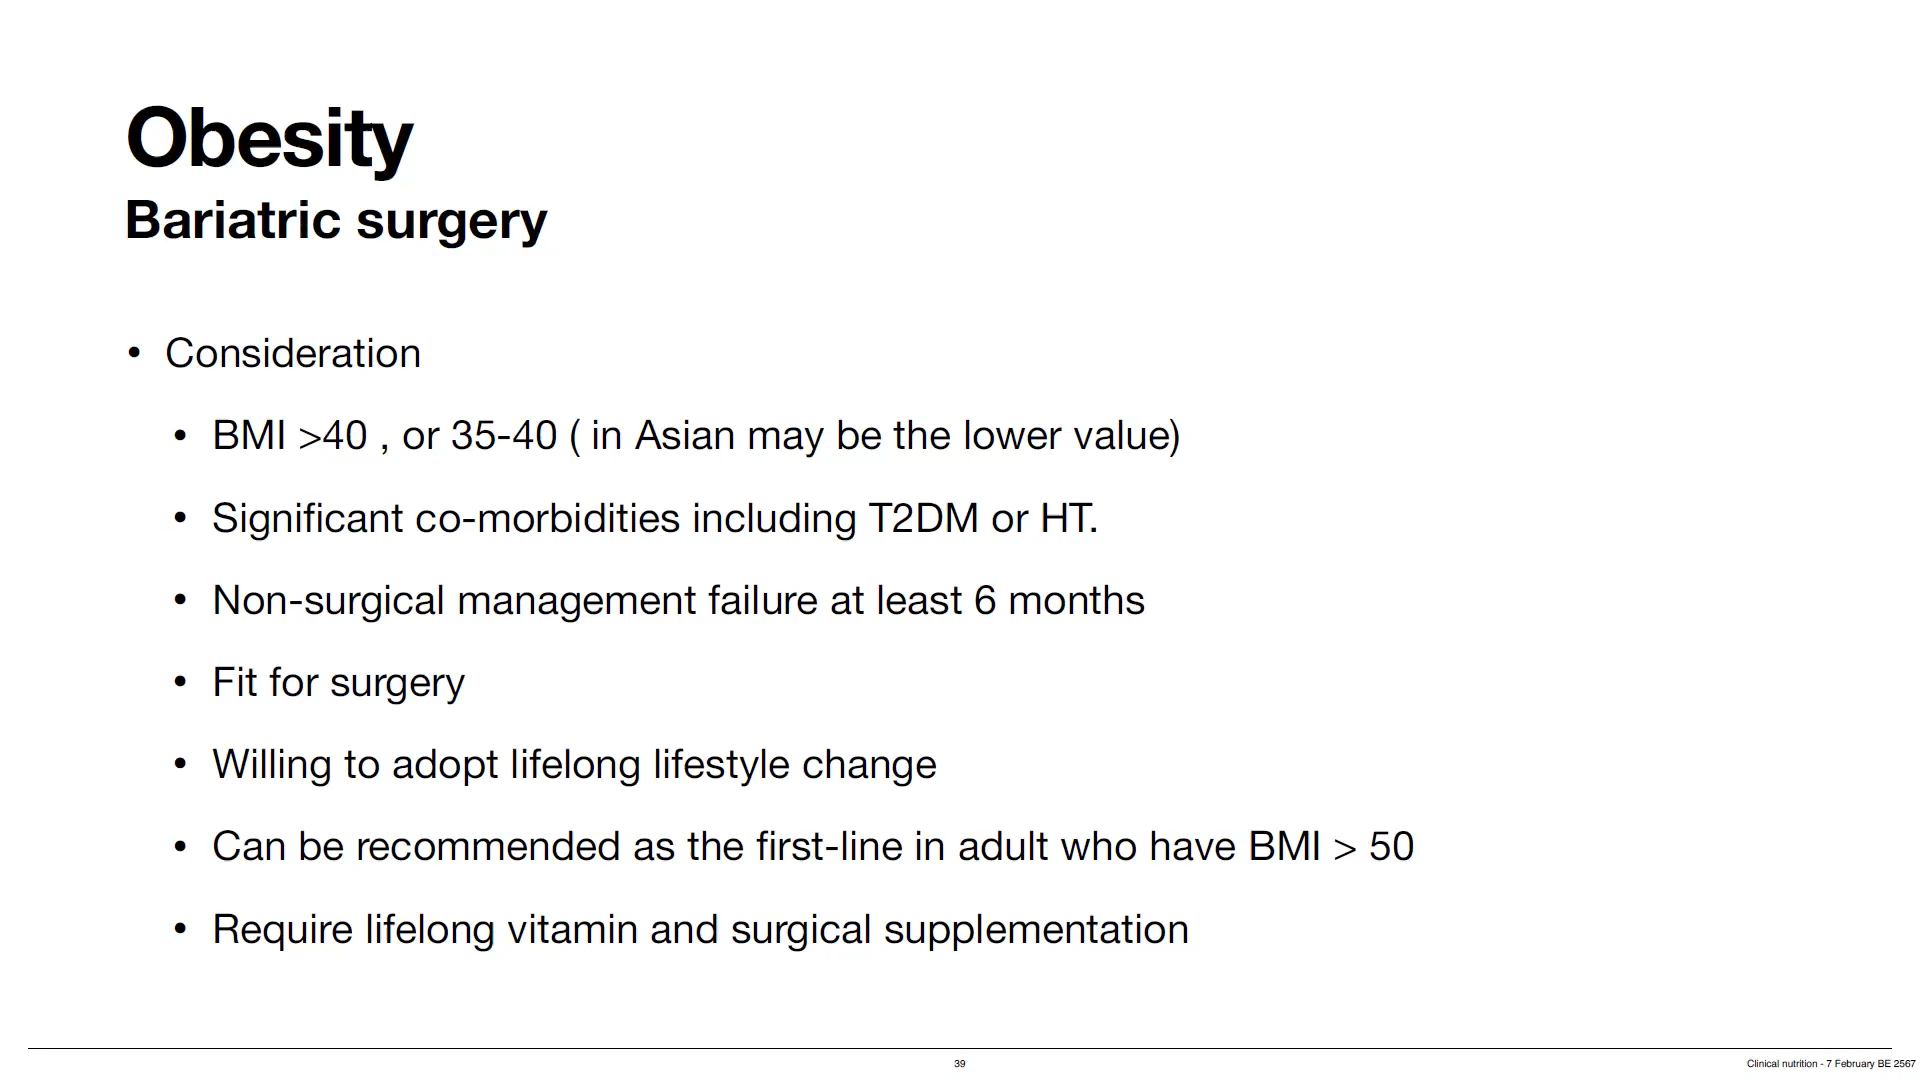 Obesity
Bariatric surgery
• Consideration
• BMI >40 , or 35-40 ( in Asian may be the lower value)
• Significant co-morbidities including T2DM or HT.
• Non-surgical management failure at least 6 months
• Fit for surgery
• Willing to adopt lifelong lifestyle change
• Can be recommended as the first-line in adult who have BMI > 50
• Require lifelong vitamin and surgical supplementation
39
Clinical nutrition - 7 February BE 2567